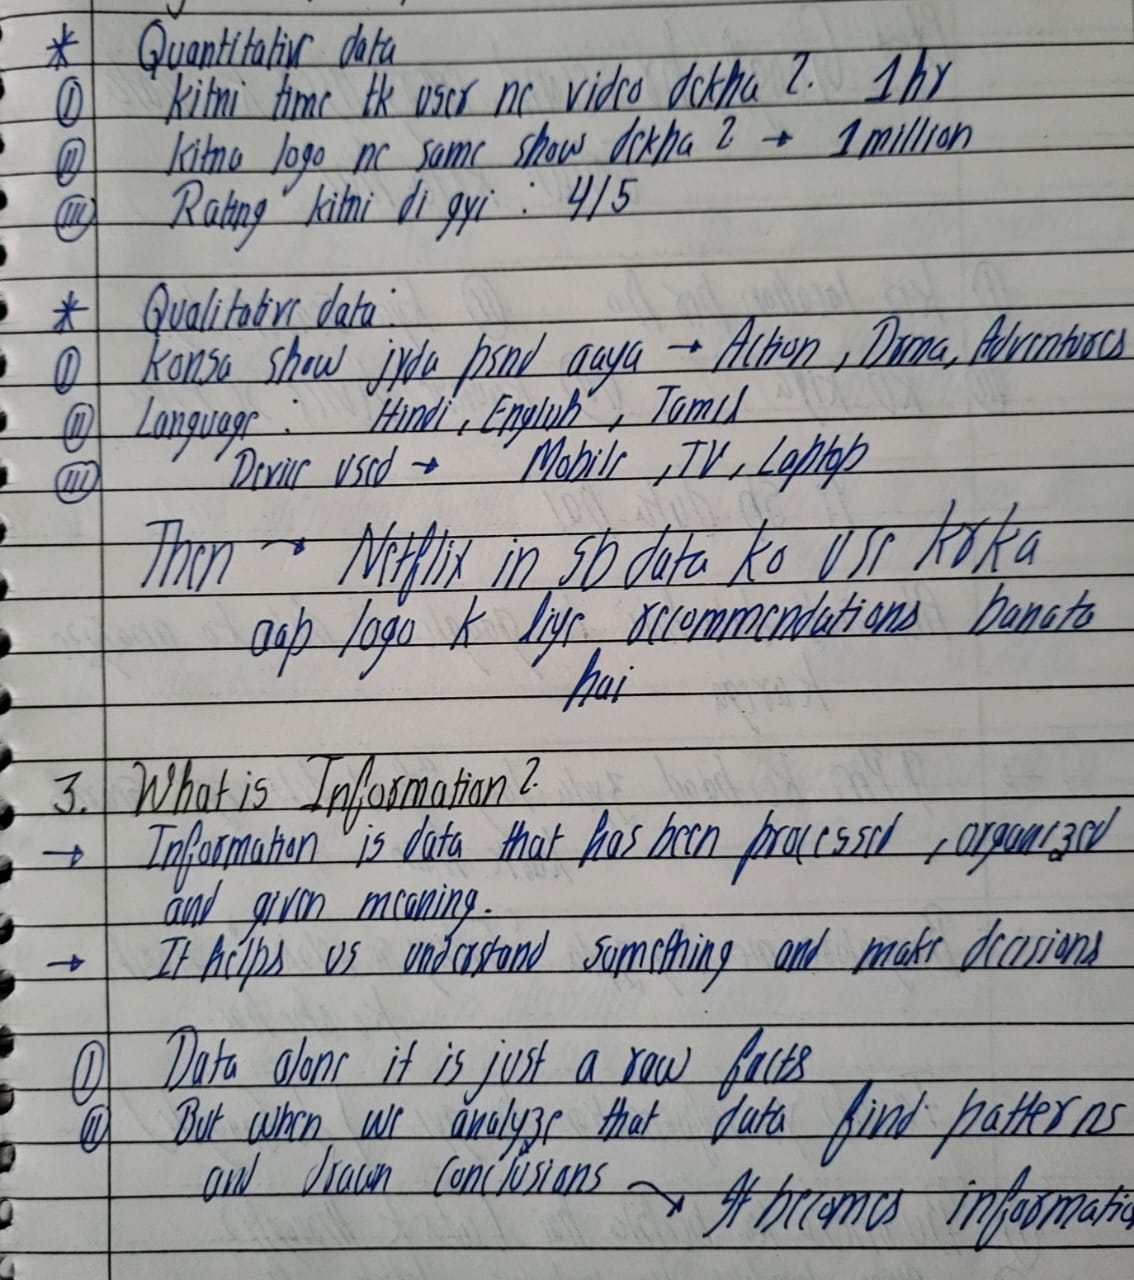 * Quantitative data
(i) kitni time tk user ne video dekha ? 1hr
(ii) kitna logo ne same show dekha ? → 1 million
(iii) Rating kitni di gyi : 4/5
* Qualitative data :
(i) konsa show jyda psnd aaya → Action , Drma, Adventures
(ii) Language : Hindi, English , Tamil
(iii) Device used → Mobile , TV, Laptop
Then → Netflix in sb data ko use krka
aap logo k liye recommendations banata
hai
3. What is Information ?
→ Information is data that has been processed , organized
and given meaning.
→ It helps us understand something and make decisions
(i) Data alone it is just a raw facts
(ii) But when we analyze that data find patterns
and drawn conclusions → It becomes informatio